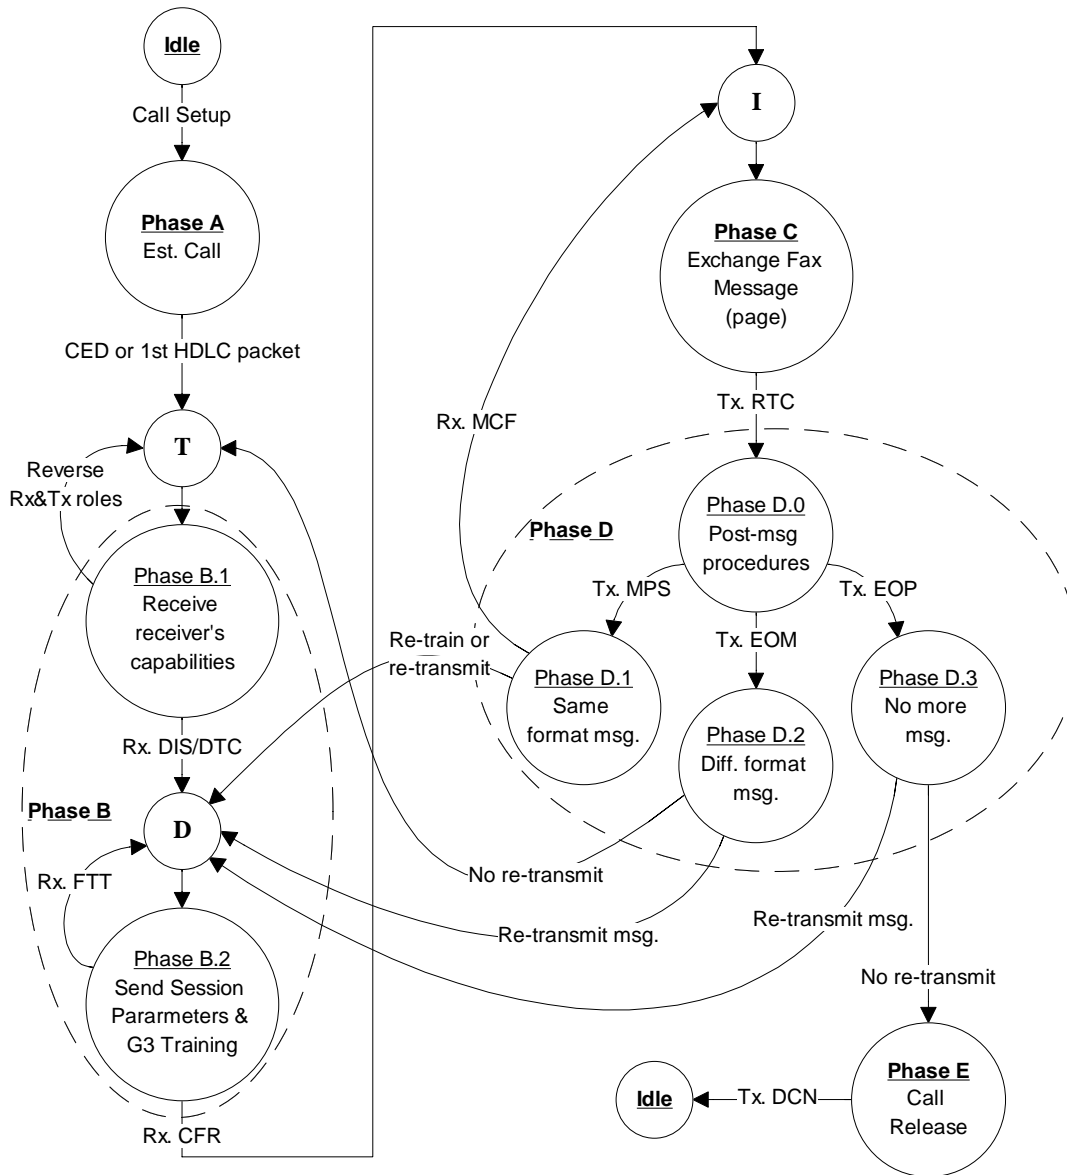 Idle
Call Setup
Phase A
Est. Call
CED or 1st HDLC packet
T
Reverse
Rx&Tx roles
Phase B.1
Receive
receiver's
capabilities
Rx. DIS/DTC
Phase B
D
Rx. FTT
Phase B.2
Send Session
Pararmeters &
G3 Training
Rx. CFR
I
Phase C
Exchange Fax
Message
(page)
Tx. RTC
Rx. MCF
Phase D
Phase D.0
Post-msg
procedures
Tx. MPS
Tx. EOM
Tx. EOP
Re-train or
re-transmit
Phase D.1
Same
format msg.
Phase D.2
Diff. format
msg.
Phase D.3
No more
msg.
No re-transmit
Re-transmit msg.
Re-transmit msg.
No re-transmit
Phase E
Call
Release
Tx. DCN
Idle